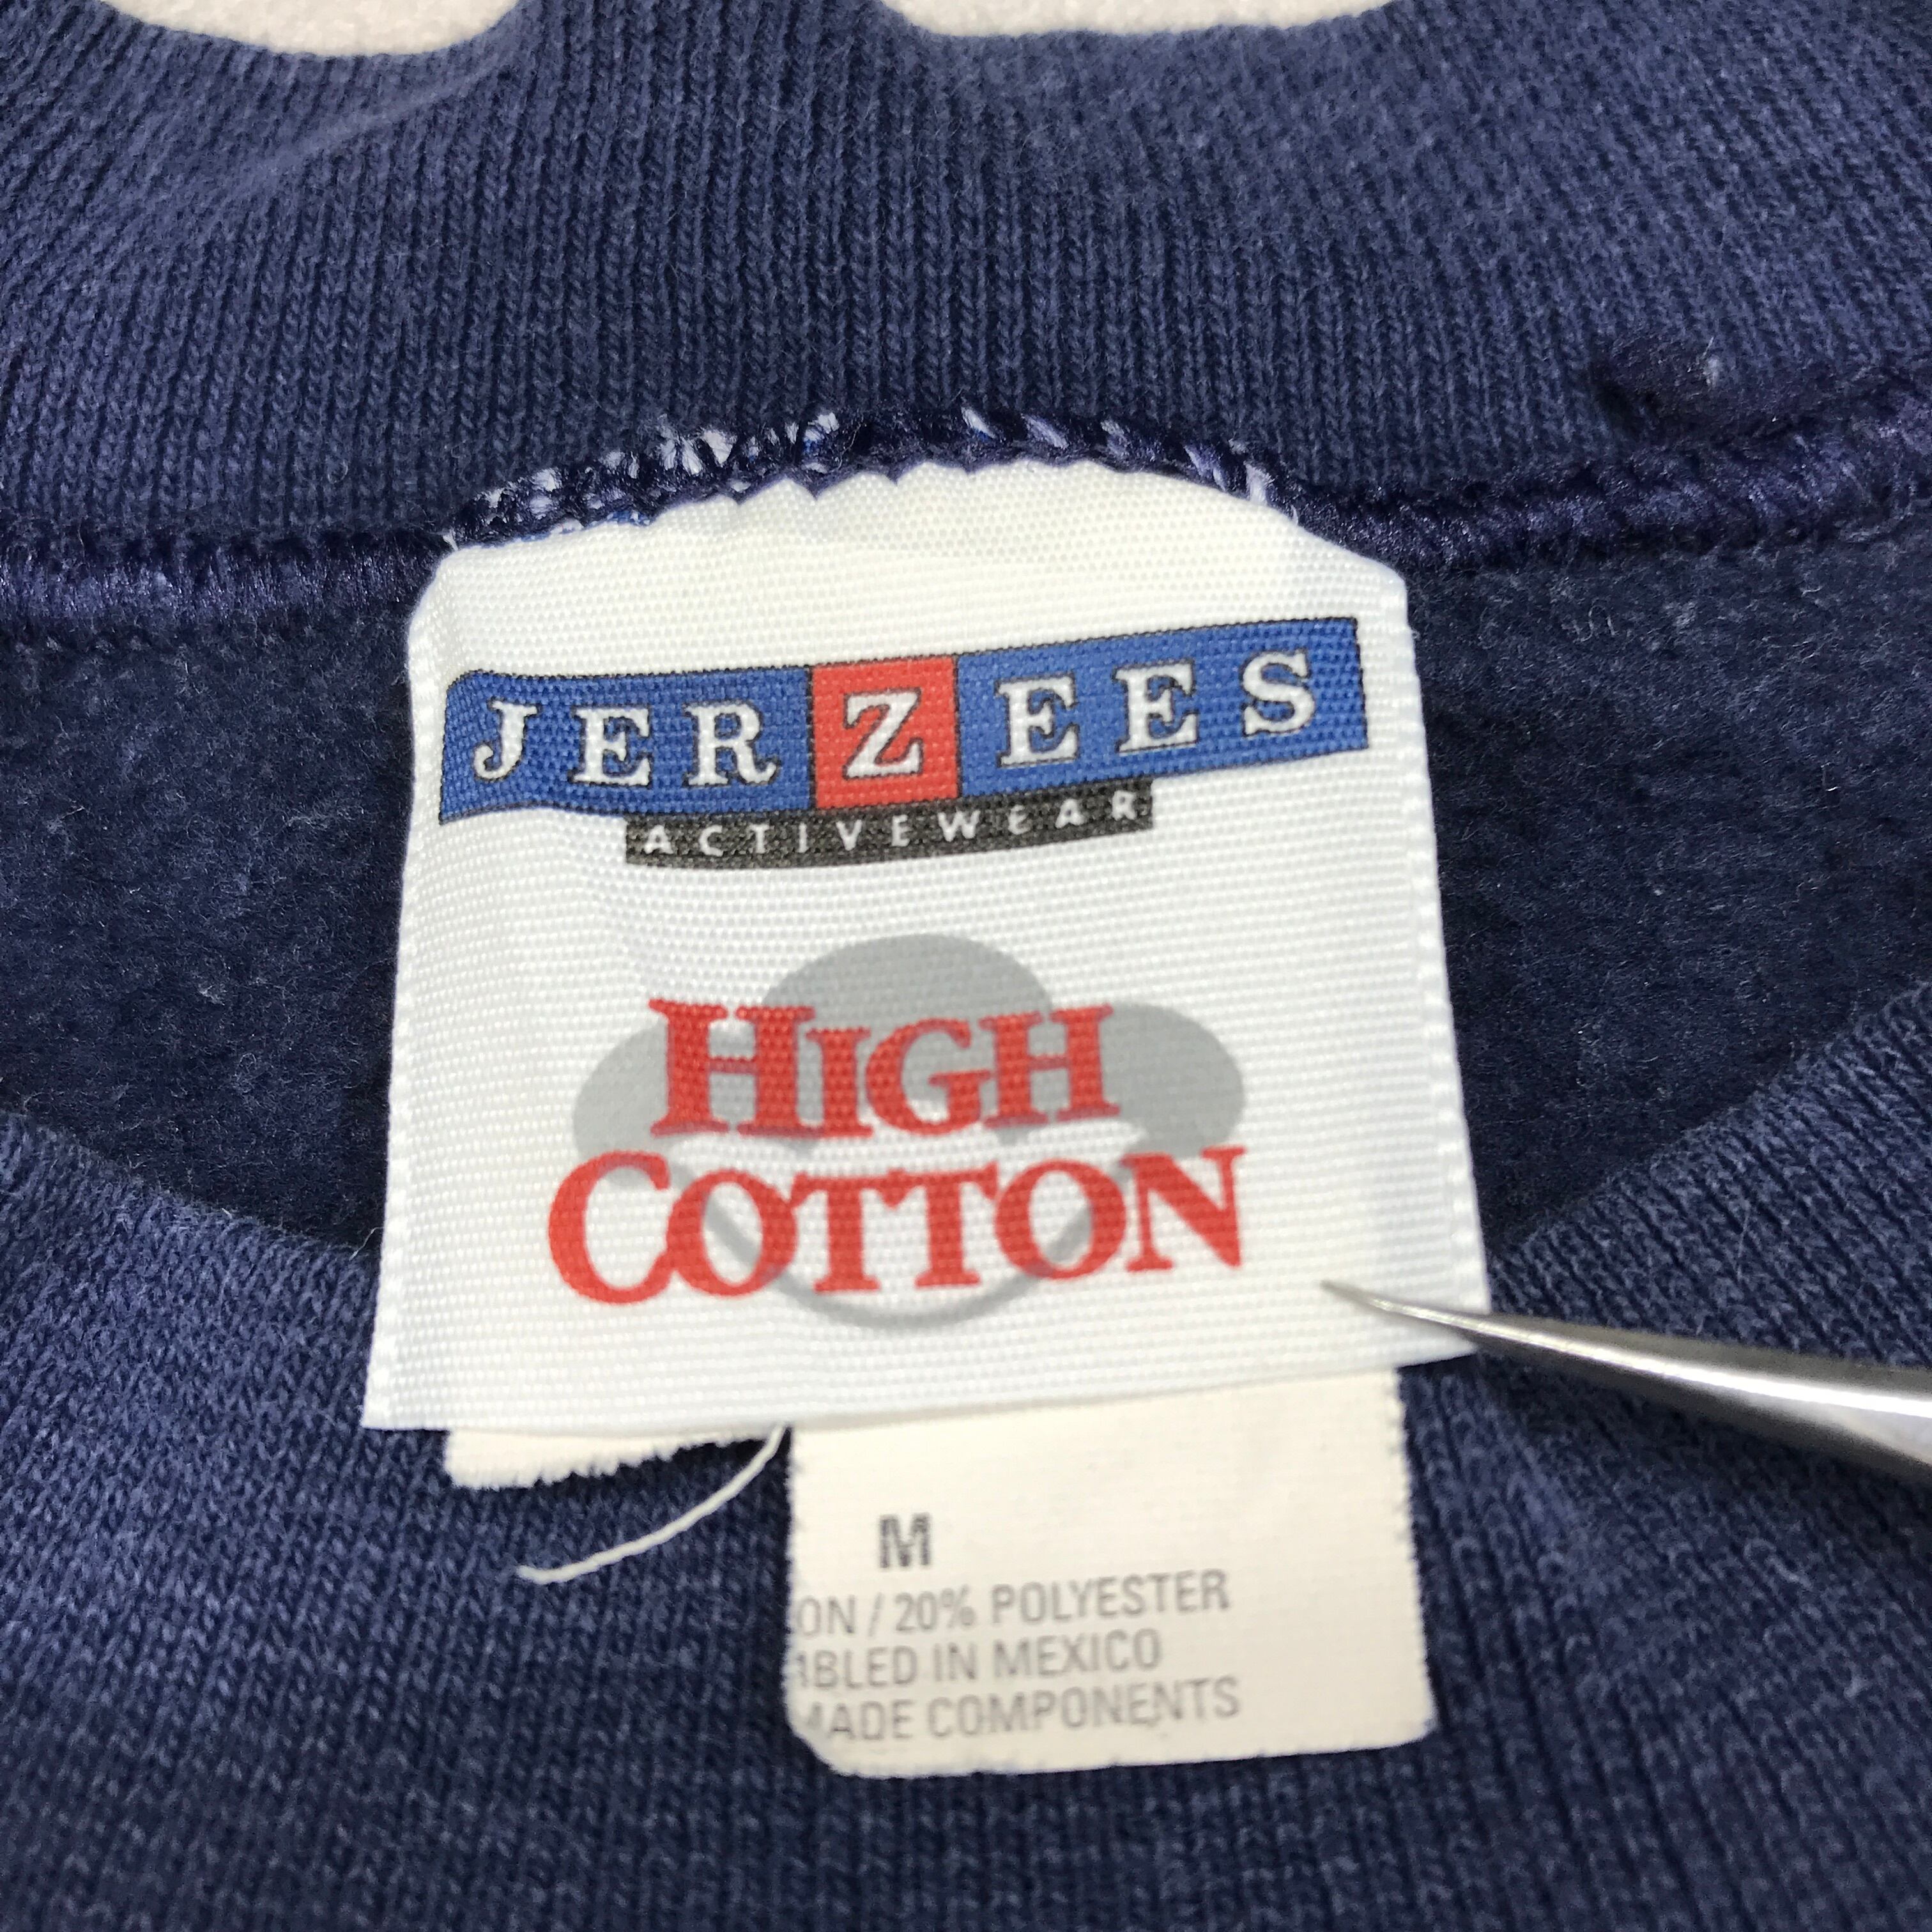 JERZEES
ACTIVEWEAR
HIGH
COTTON
M
ON / 20% POLYESTER
BLED IN MEXICO
MADE COMPONENTS